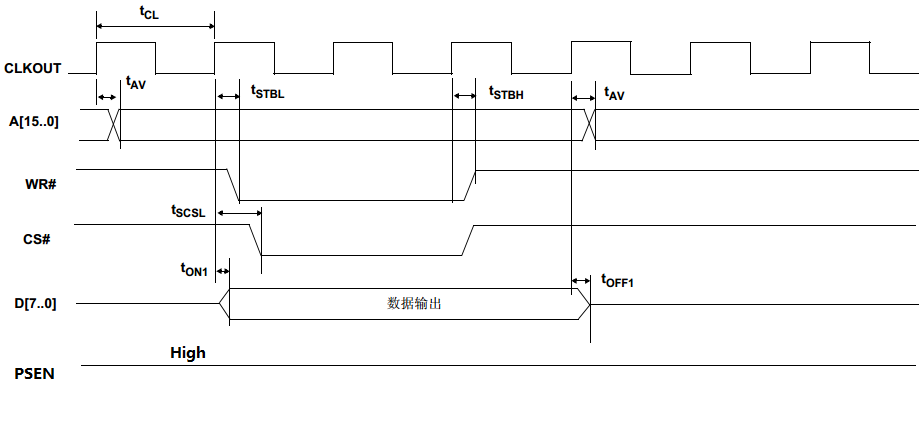 tCL
CLKOUT
tAV
tSTBL
tSTBH
tAV
A[15..0]
WR#
tSCSL
CS#
tON1
tOFF1
D[7..0]
数据输出
High
PSEN